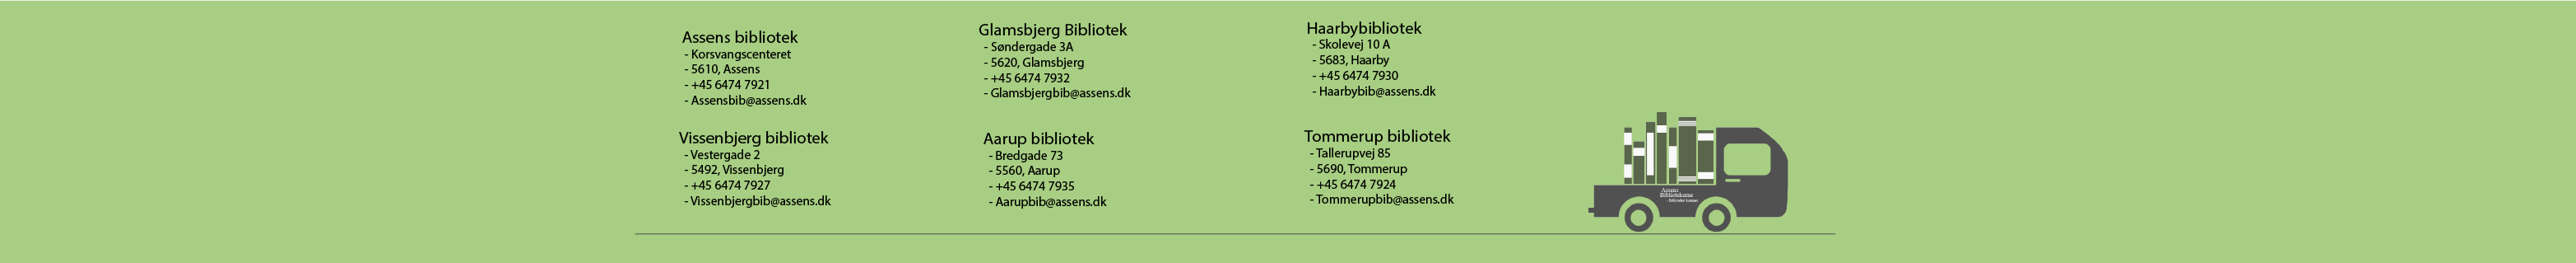 Assens bibliotek
- Korsvangscenteret
- 5610, Assens
- +45 6474 7921
- Assensbib@assens.dk
Glamsbjerg Bibliotek
- Søndergade 3A
- 5620, Glamsbjerg
- +45 6474 7932
- Glamsbjergbib@assens.dk
Haarbybibliotek
- Skolevej 10 A
- 5683, Haarby
- +45 6474 7930
- Haarbybib@assens.dk
Vissenbjerg bibliotek
- Vestergade 2
- 5492, Vissenbjerg
- +45 6474 7927
- Vissenbjergbib@assens.dk
Aarup bibliotek
- Bredgade 73
- 5560, Aarup
- +45 6474 7935
- Aarupbib@assens.dk
Tommerup bibliotek
- Tallerupvej 85
- 5690, Tommerup
- +45 6474 7924
- Tommerupbib@assens.dk
Assens
Bibliotekerne